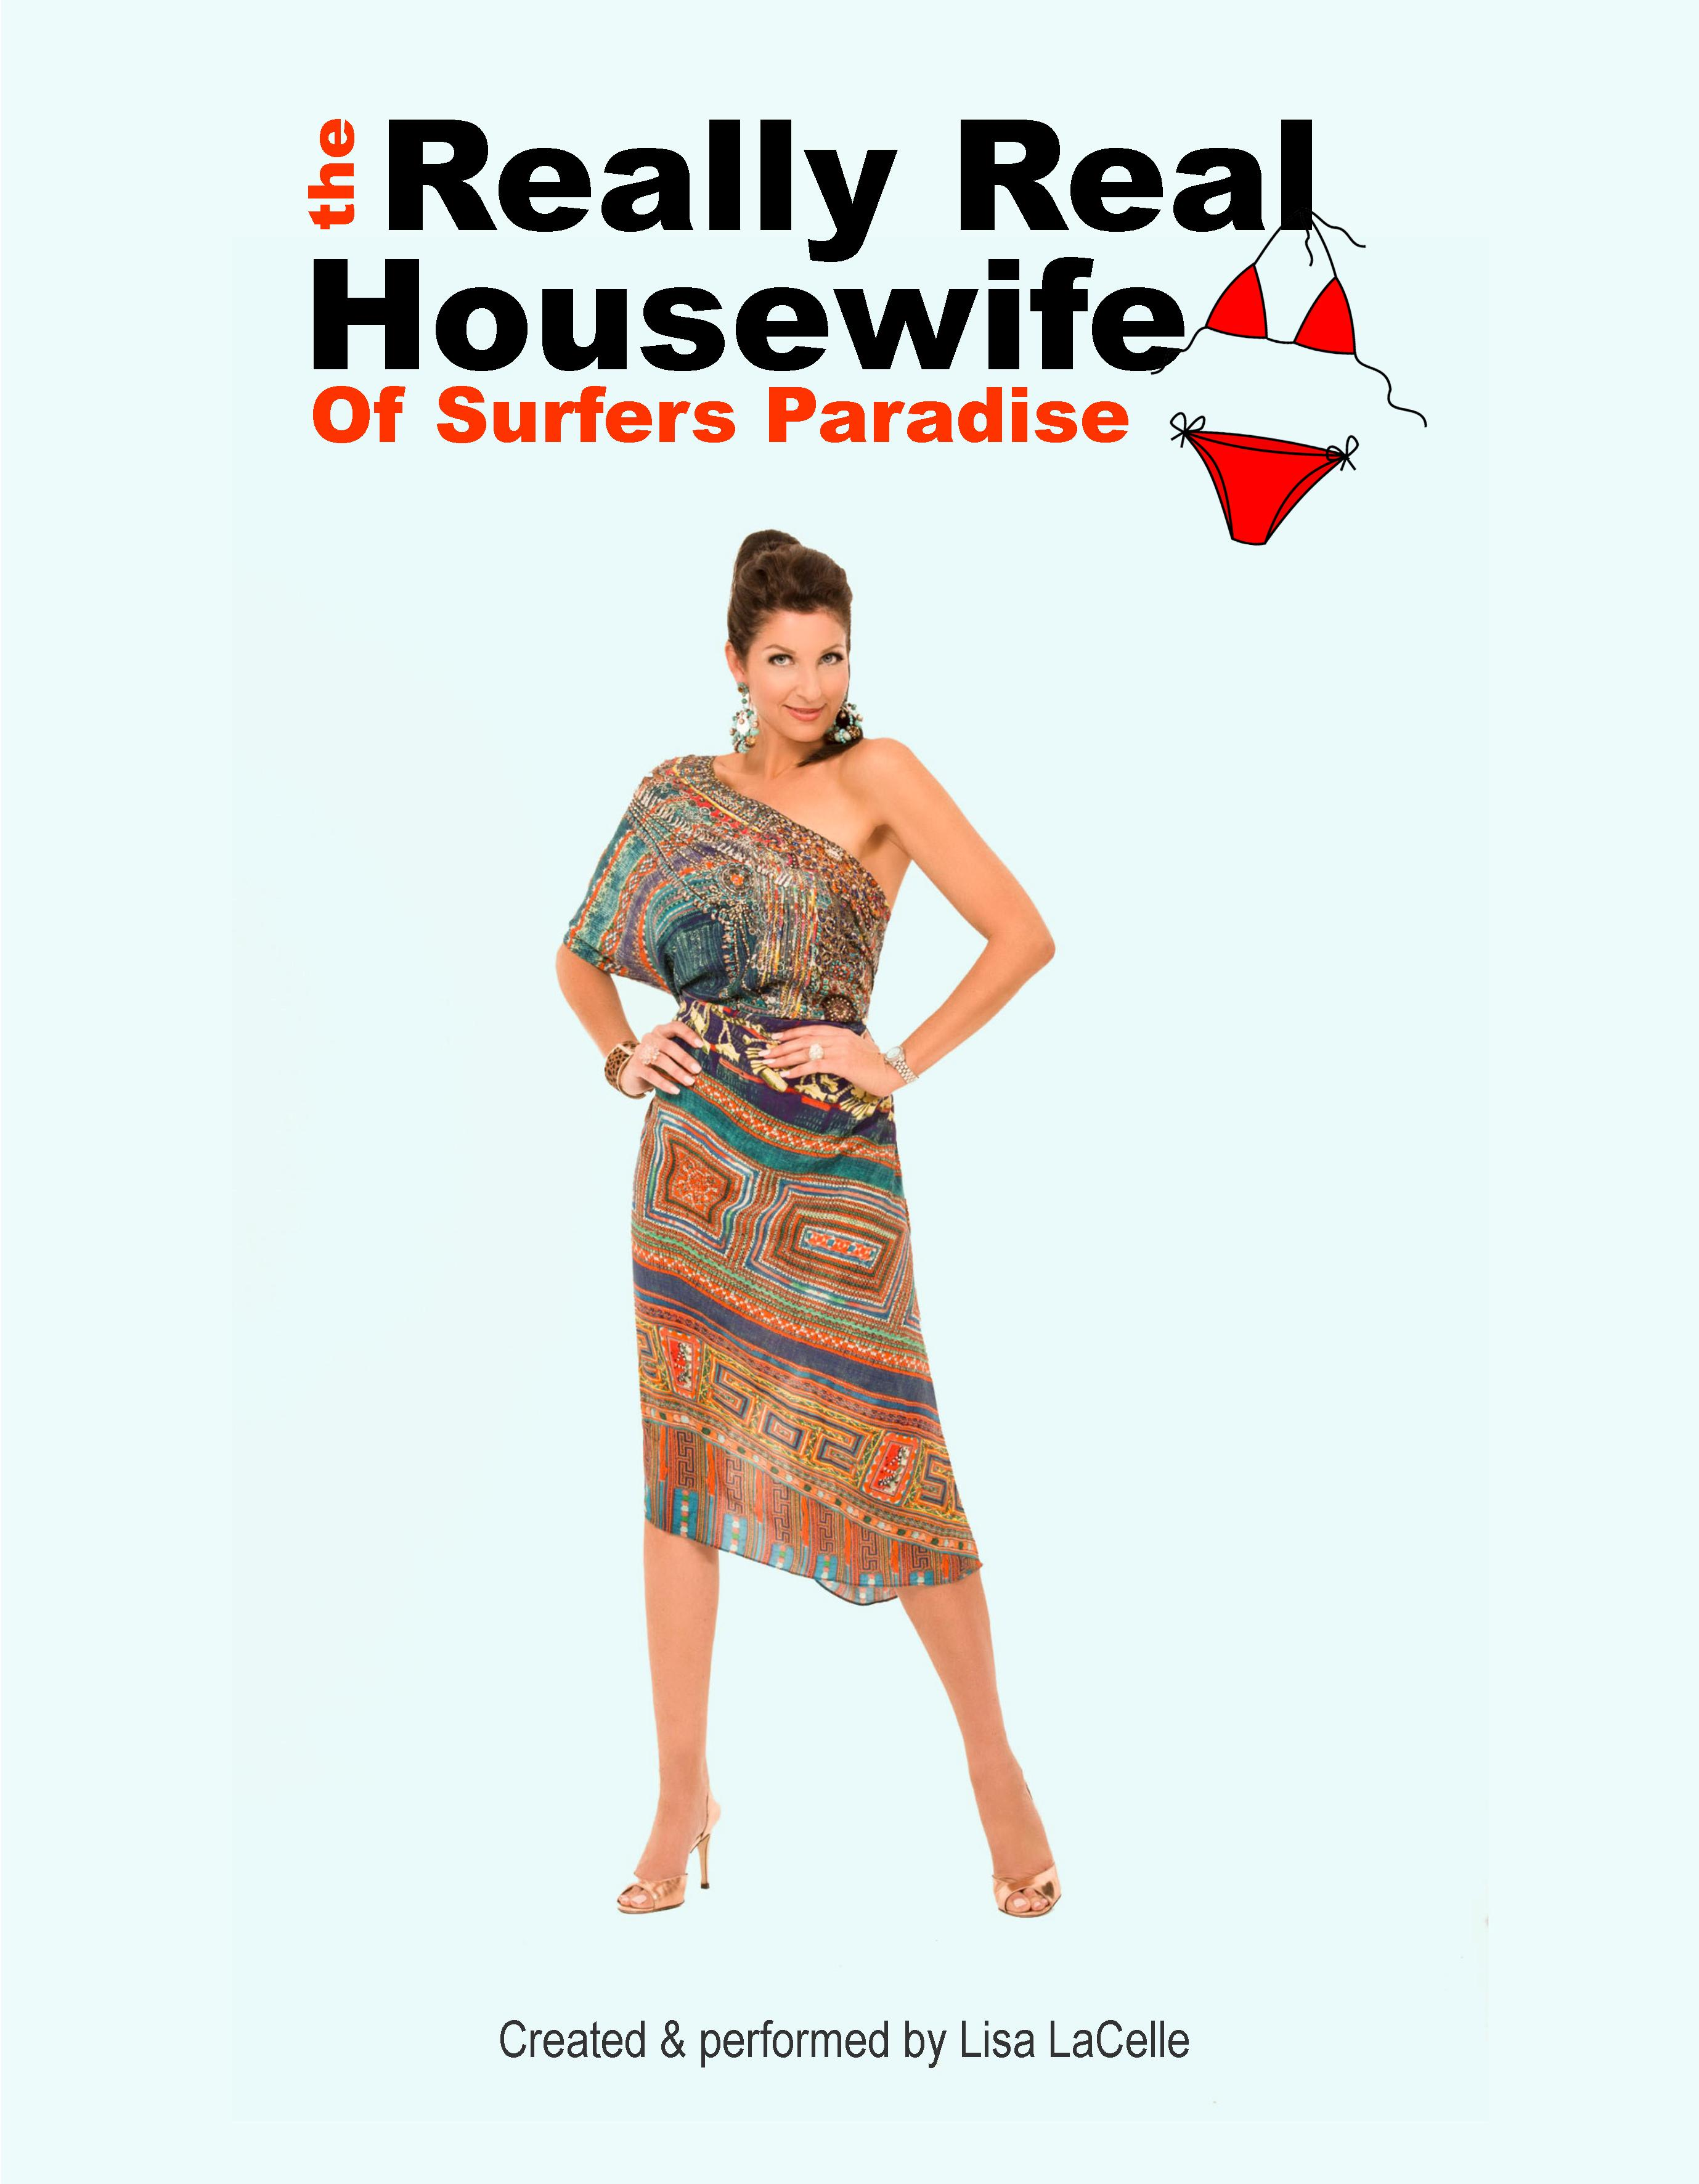 the Really Real
Housewife
Of Surfers Paradise
Created & performed by Lisa LaCelle